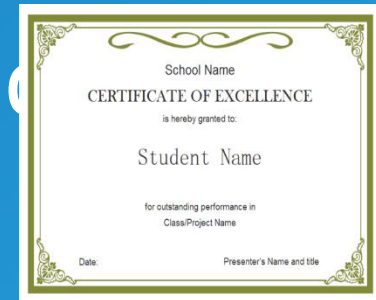 School Name
CERTIFICATE OF EXCELLENCE
is hereby granted to:
Student Name
for outstanding performance in
Class/Project Name
Date: Presenter's Name and title